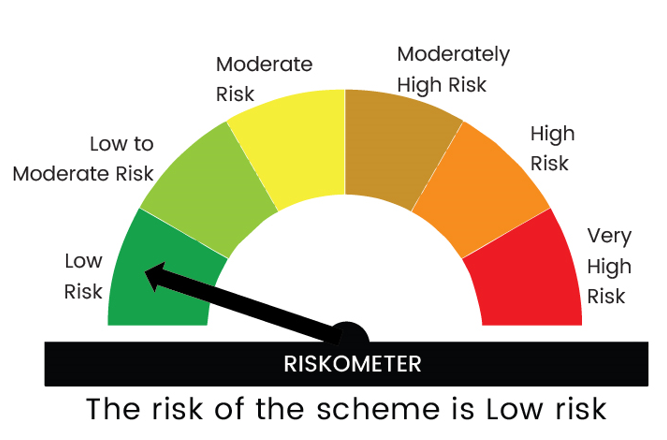 Low
Risk
Low to
Moderate Risk
Moderate
Risk
Moderately
High Risk
High
Risk
Very
High
Risk
RISKOMETER
The risk of the scheme is Low risk